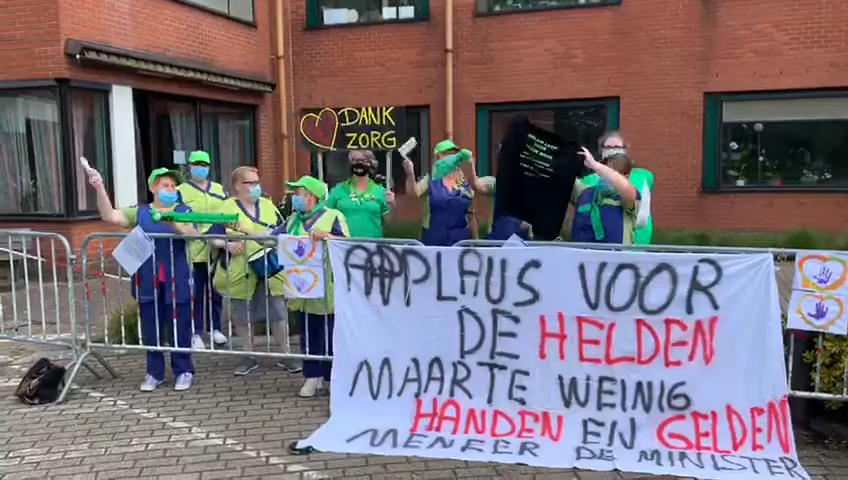 DANK
ZORG
APPLAUS VOOR
DE HELDEN
MAARTE WEINIG
HANDEN EN GELDEN
MENEER DE MINISTER